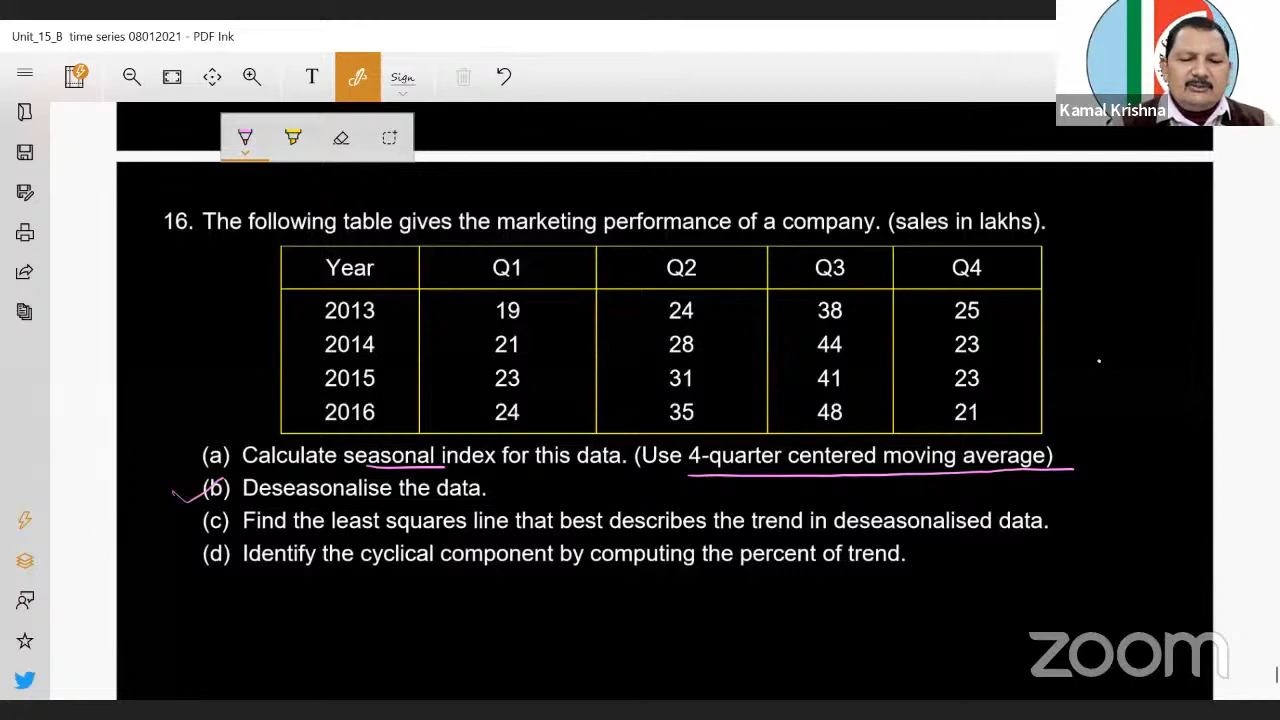 Unit_15_B time series 08012021 - PDF Ink
T
Sign
Kamal Krishna
16. The following table gives the marketing performance of a company. (sales in lakhs).
Year Q1 Q2 Q3 Q4
2013 19 24 38 25
2014 21 28 44 23
2015 23 31 41 23
2016 24 35 48 21
(a) Calculate seasonal index for this data. (Use 4-quarter centered moving average)
(b) Deseasonalise the data.
(c) Find the least squares line that best describes the trend in deseasonalised data.
(d) Identify the cyclical component by computing the percent of trend.
zoom